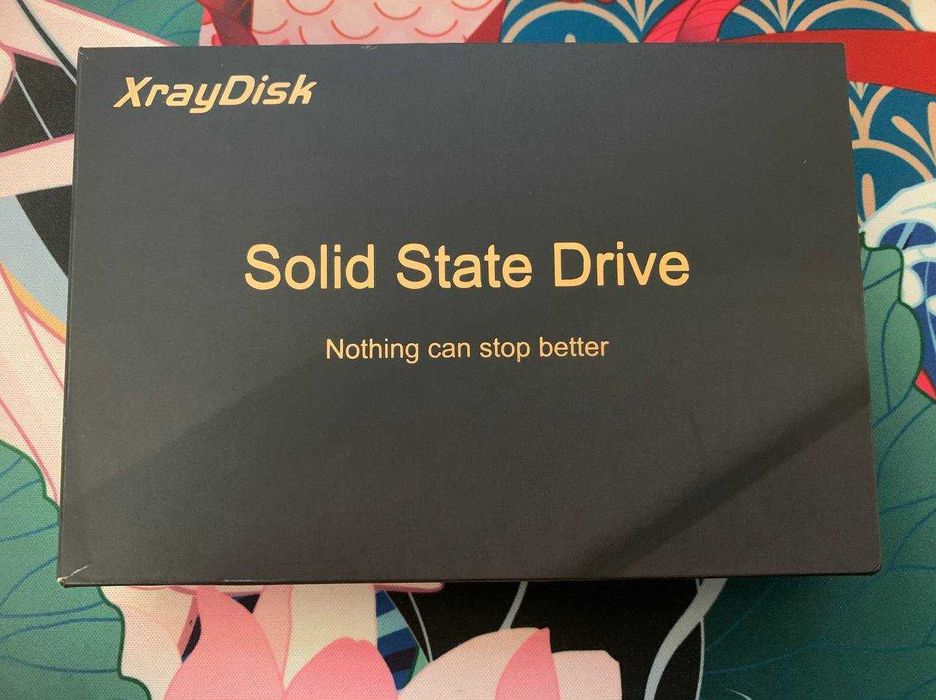 XrayDisk
Solid State Drive
Nothing can stop better